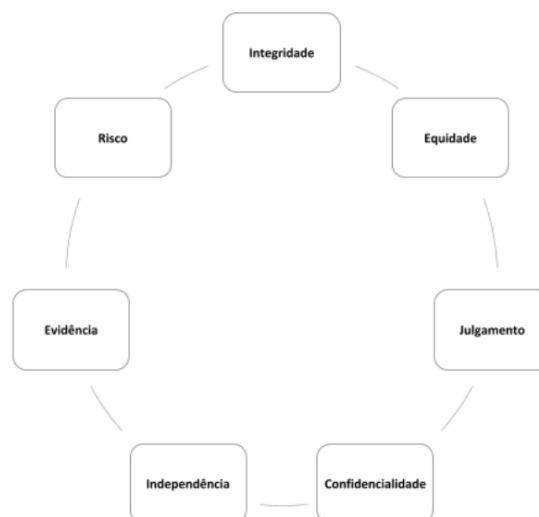 Integridade
Equidade
Julgamento
Confidencialidade
Independência
Evidência
Risco